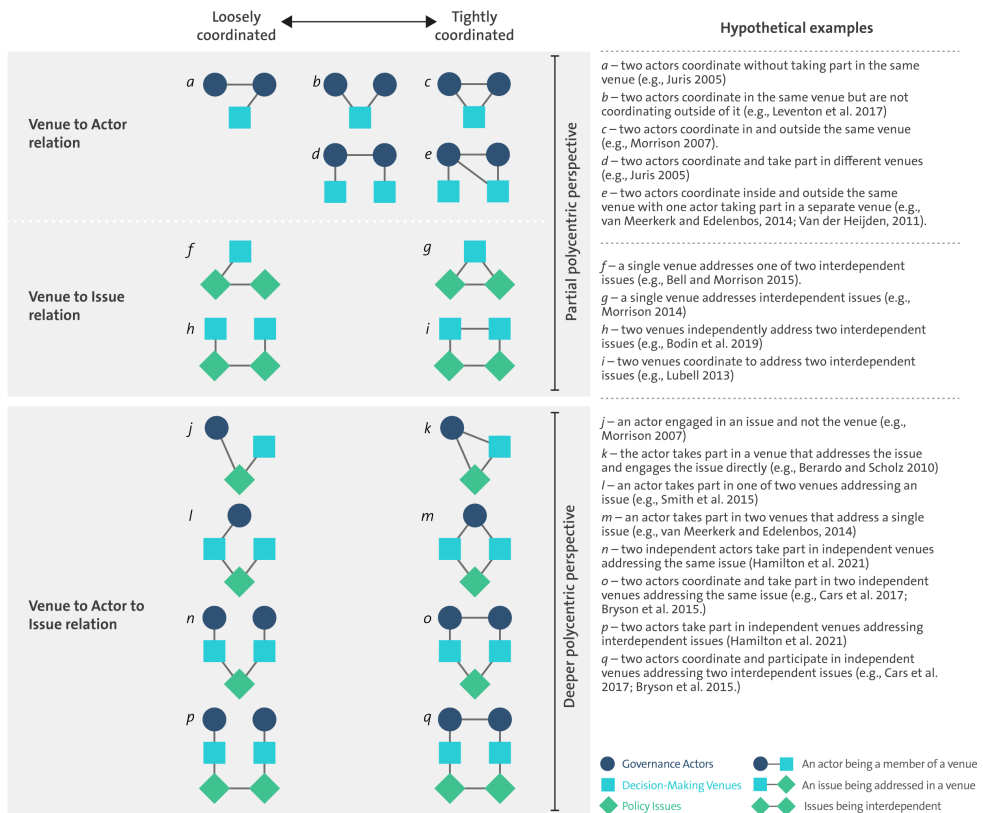 Loosely
coordinated
Tightly
coordinated
Hypothetical examples
Venue to Actor
relation
a
b
c
d
e
Venue to Issue
relation
f
g
h
i
Partial polycentric perspective
a – two actors coordinate without taking part in the same
venue (e.g., Juris 2005)
b – two actors coordinate in the same venue but are not
coordinating outside of it (e.g., Leventon et al. 2017)
c – two actors coordinate in and outside the same venue
(e.g., Morrison 2007).
d – two actors coordinate and take part in different venues
(e.g., Juris 2005)
e – two actors coordinate inside and outside the same
venue with one actor taking part in a separate venue (e.g.,
van Meerkerk and Edelenbos, 2014; Van der Heijden, 2011).
f – a single venue addresses one of two interdependent
issues (e.g., Bell and Morrison 2015).
g – a single venue addresses interdependent issues (e.g.,
Morrison 2014)
h – two venues independently address two interdependent
issues (e.g., Bodin et al. 2019)
i – two venues coordinate to address two interdependent
issues (e.g., Lubell 2013)
Venue to Actor to
Issue relation
j
k
l
m
n
o
p
q
Deeper polycentric perspective
j – an actor engaged in an issue and not the venue (e.g.,
Morrison 2007)
k – the actor takes part in a venue that addresses the issue
and engages the issue directly (e.g., Berardo and Scholz 2010)
l – an actor takes part in one of two venues addressing an
issue (e.g., Smith et al. 2015)
m – an actor takes part in two venues that address a single
issue (e.g., van Meerkerk and Edelenbos, 2014)
n – two independent actors take part in independent venues
addressing the same issue (Hamilton et al. 2021)
o – two actors coordinate and take part in two independent
venues addressing the same issue (e.g., Cars et al. 2017;
Bryson et al. 2015.)
p – two actors take part in independent venues addressing
interdependent issues (Hamilton et al. 2021)
q – two actors coordinate and participate in independent
venues addressing two interdependent issues (e.g., Cars et al.
2017; Bryson et al. 2015.)
Governance Actors
An actor being a member of a venue
Decision-Making Venues
An issue being addressed in a venue
Policy Issues
Issues being interdependent